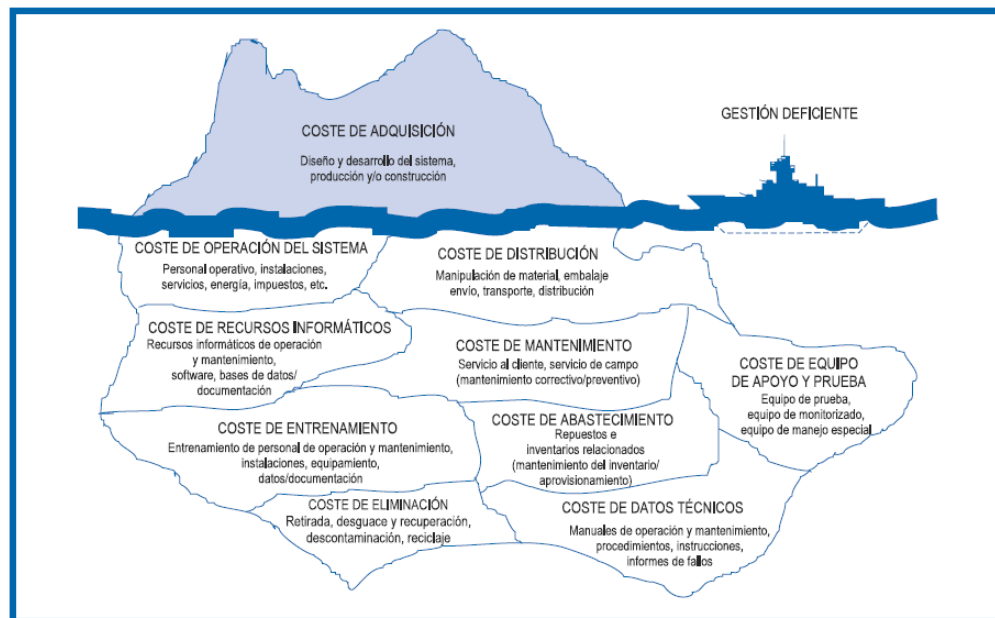 COSTE DE ADQUISICIÓN
Diseño y desarrollo del sistema,
producción y/o construcción
GESTIÓN DEFICIENTE
COSTE DE OPERACIÓN DEL SISTEMA
Personal operativo, instalaciones,
servicios, energía, impuestos, etc.
COSTE DE DISTRIBUCIÓN
Manipulación de material, embalaje
envío, transporte, distribución
COSTE DE RECURSOS INFORMÁTICOS
Recursos informáticos de operación
y mantenimiento,
software, bases de datos/
documentación
COSTE DE MANTENIMIENTO
Servicio al cliente, servicio de campo
(mantenimiento correctivo/preventivo)
COSTE DE EQUIPO
DE APOYO Y PRUEBA
Equipo de prueba,
equipo de monitorizado,
equipo de manejo especial
COSTE DE ENTRENAMIENTO
Entrenamiento de personal de operación y mantenimiento,
instalaciones, equipamiento,
datos/documentación
COSTE DE ABASTECIMIENTO
Repuestos e
inventarios relacionados
(mantenimiento del inventario/
aprovisionamiento)
COSTE DE ELIMINACIÓN
Retirada, desguace y recuperación,
descontaminación, reciclaje
COSTE DE DATOS TÉCNICOS
Manuales de operación y mantenimiento,
procedimientos, instrucciones,
informes de fallos